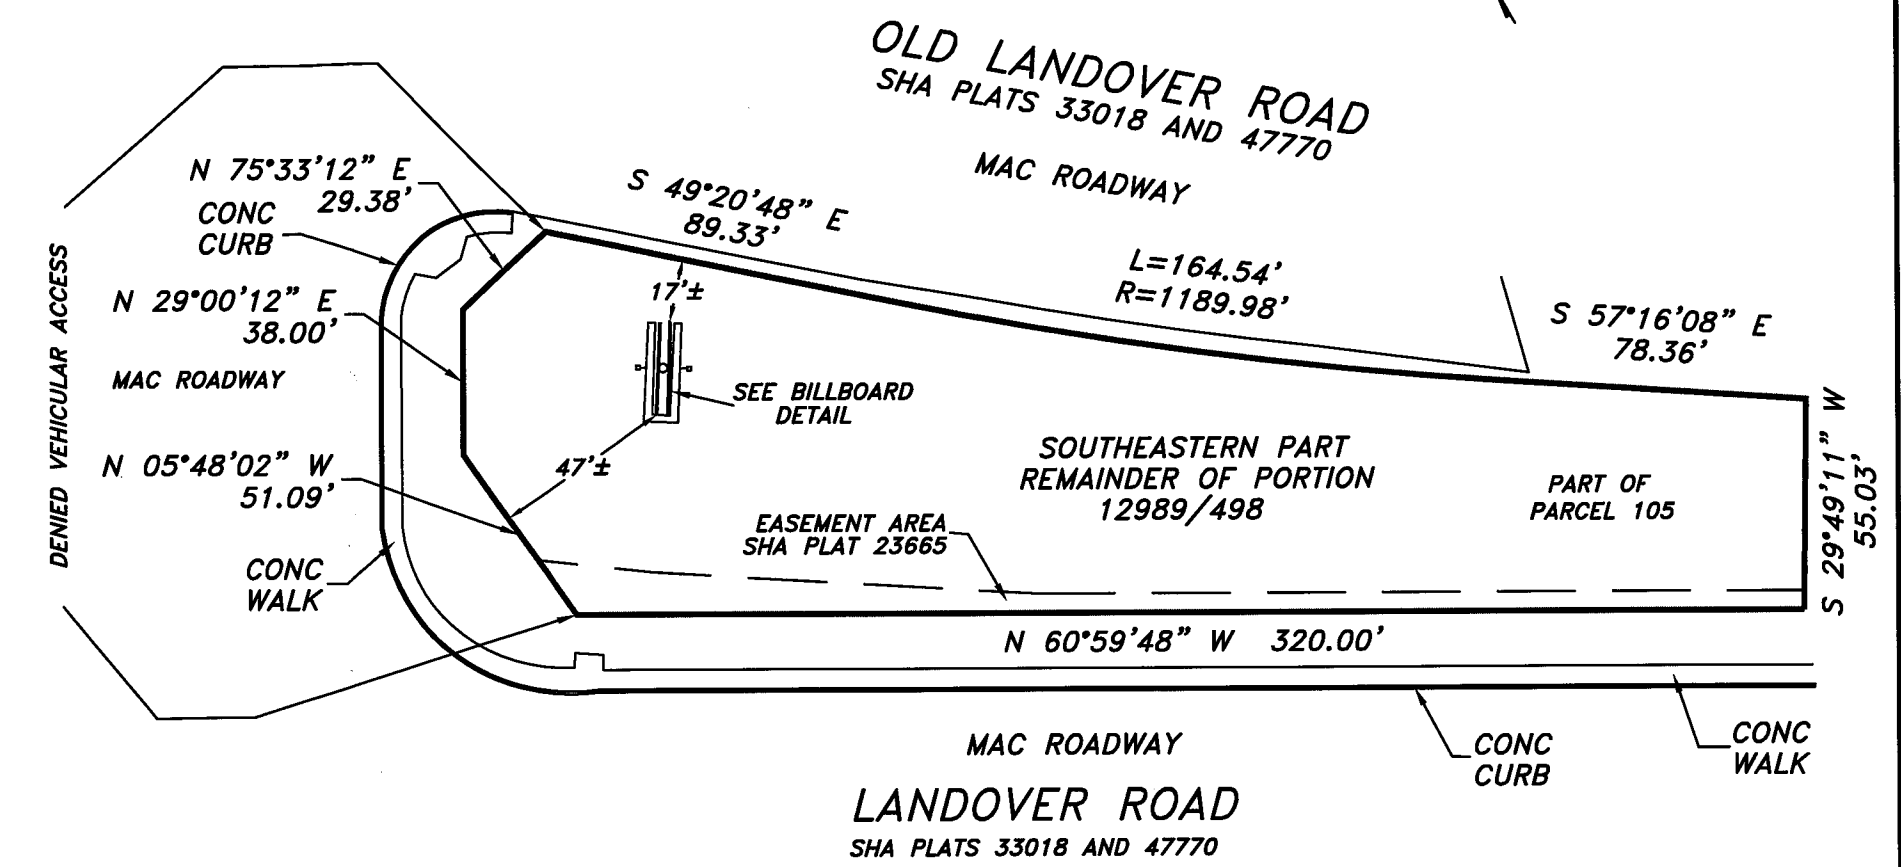 OLD LANDOVER ROAD
SHA PLATS 33018 AND 47770
MAC ROADWAY
N 75°33'12" E
29.38'
CONC
CURB
S 49°20'48" E
89.33'
L=164.54'
R=1189.98'
S 57°16'08" E
78.36'
DENIED VEHICULAR ACCESS
N 29°00'12" E
38.00'
17'±
MAC ROADWAY
SEE BILLBOARD
DETAIL
N 05°48'02" W
51.09'
47'±
SOUTHEASTERN PART
REMAINDER OF PORTION
12989/498
PART OF
PARCEL 105
S 29°49'11" W
55.03'
EASEMENT AREA
SHA PLAT 23665
CONC
WALK
N 60°59'48" W 320.00'
MAC ROADWAY
CONC
CURB
CONC
WALK
LANDOVER ROAD
SHA PLATS 33018 AND 47770